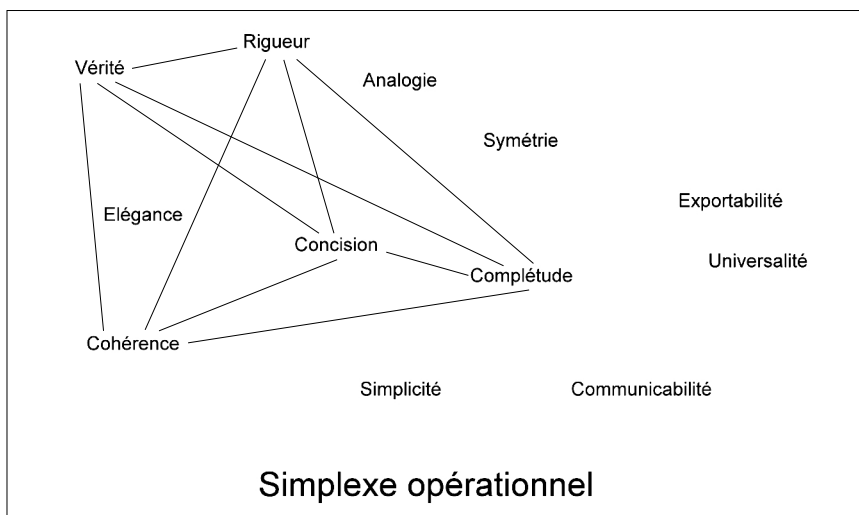 Rigueur
Vérité
Analogie
Symétrie
Exportabilité
Elégance
Concision
Universalité
Complétude
Cohérence
Simplicité
Communicabilité
Simplexe opérationnel